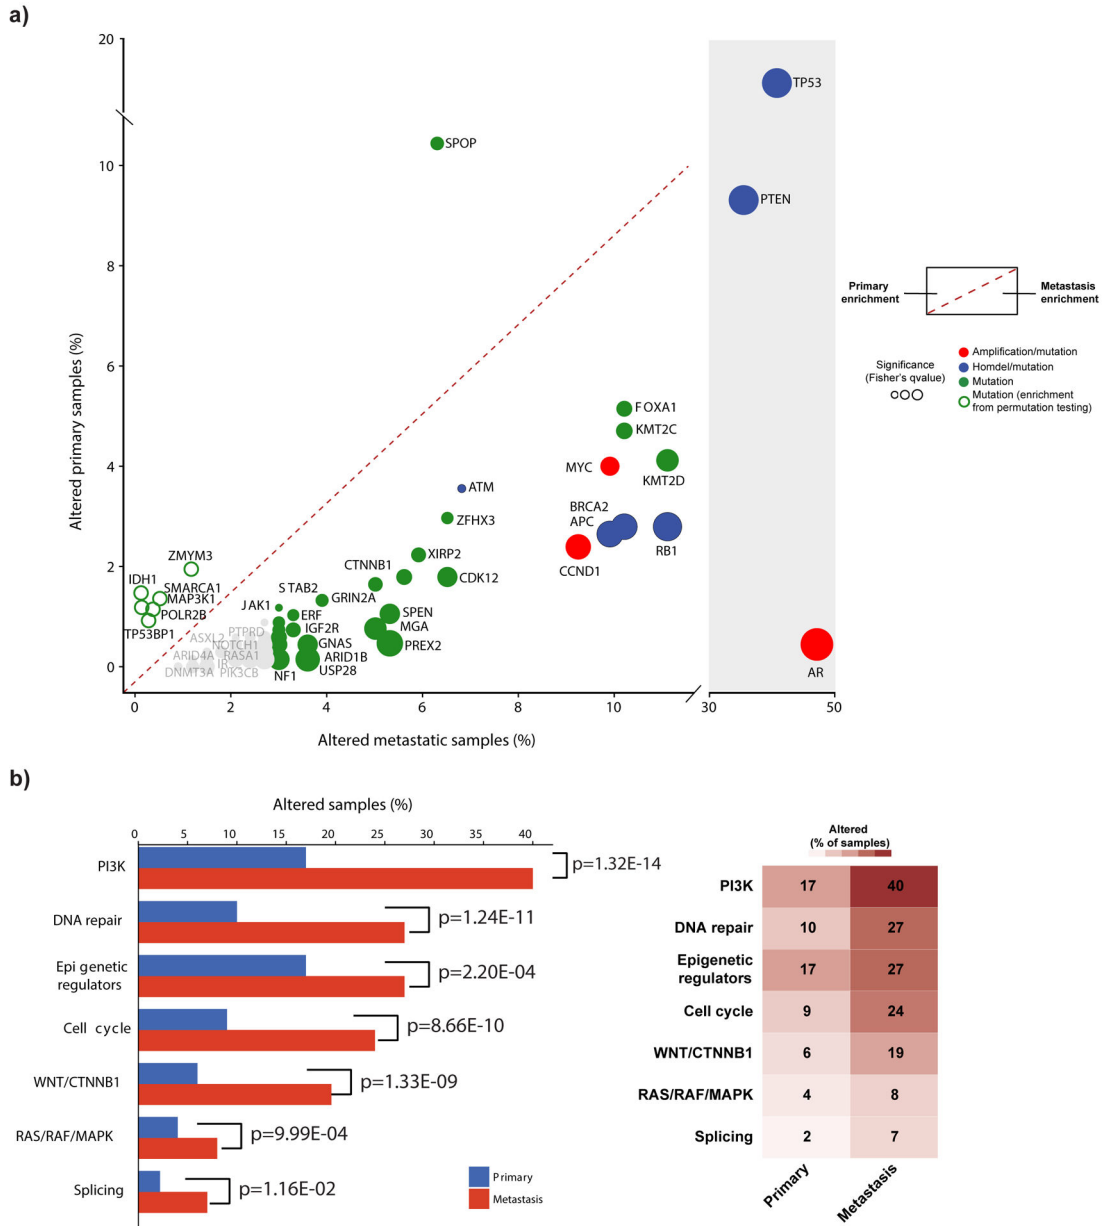 a)
20
10
8
6
4
2
0
Altered primary samples (%)
0
2
4
6
8
10
30
50
Altered metastatic samples (%)
TP53
SPOP
PTEN
FOXA1
KMT2C
MYC
KMT2D
ATM
BRCA2
ZFHX3
APC
RB1
XIRP2
CCND1
ZMYM3
CTNNB1
CDK12
IDH1
SMARCA1
STAB2
MAP3K1
GRIN2A
JAK1
POLR2B
ERF
SPEN
TP53BP1
PTPRD
IGF2R
MGA
ASXL2
NOTCH1
GNAS
PREX2
ARID4A
RASA1
ARID1B
IR
DNMT3A
PIK3CB
NF1
USP28
AR
Primary
enrichment
Metastasis
enrichment
Significance
(Fisher's qvalue)
Amplification/mutation
Homdel/mutation
Mutation
Mutation (enrichment
from permutation testing)
b)
Altered samples (%)
0 5 10 15 20 25 30 35 40
PI3K
p=1.32E-14
DNA repair
p=1.24E-11
Epi genetic
regulators
p=2.20E-04
Cell cycle
p=8.66E-10
WNT/CTNNB1
p=1.33E-09
RAS/RAF/MAPK
p=9.99E-04
Splicing
p=1.16E-02
Primary
Metastasis
Altered
(% of samples)
PI3K 17 40
DNA repair 10 27
Epigenetic
regulators 17 27
Cell cycle 9 24
WNT/CTNNB1 6 19
RAS/RAF/MAPK 4 8
Splicing 2 7
Primary
Metastasis